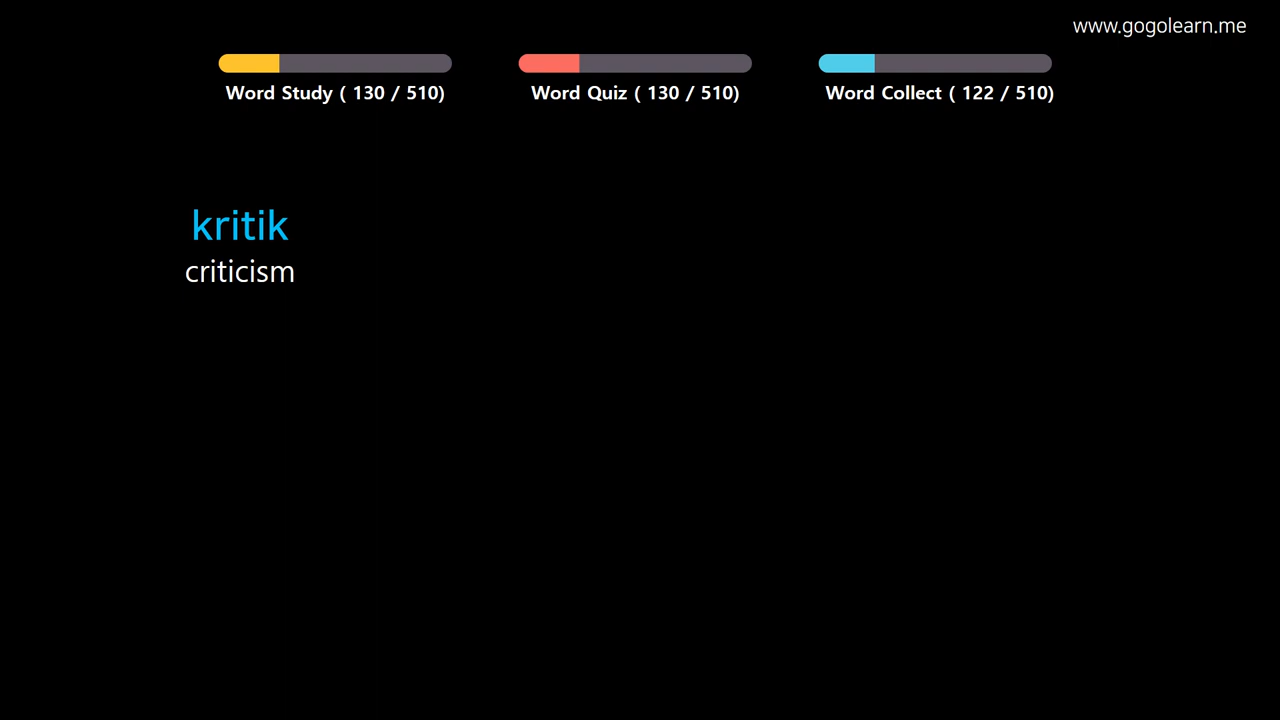 www.gogolearn.me
Word Study ( 130 / 510)
Word Quiz ( 130 / 510)
Word Collect ( 122 / 510)
kritik
criticism